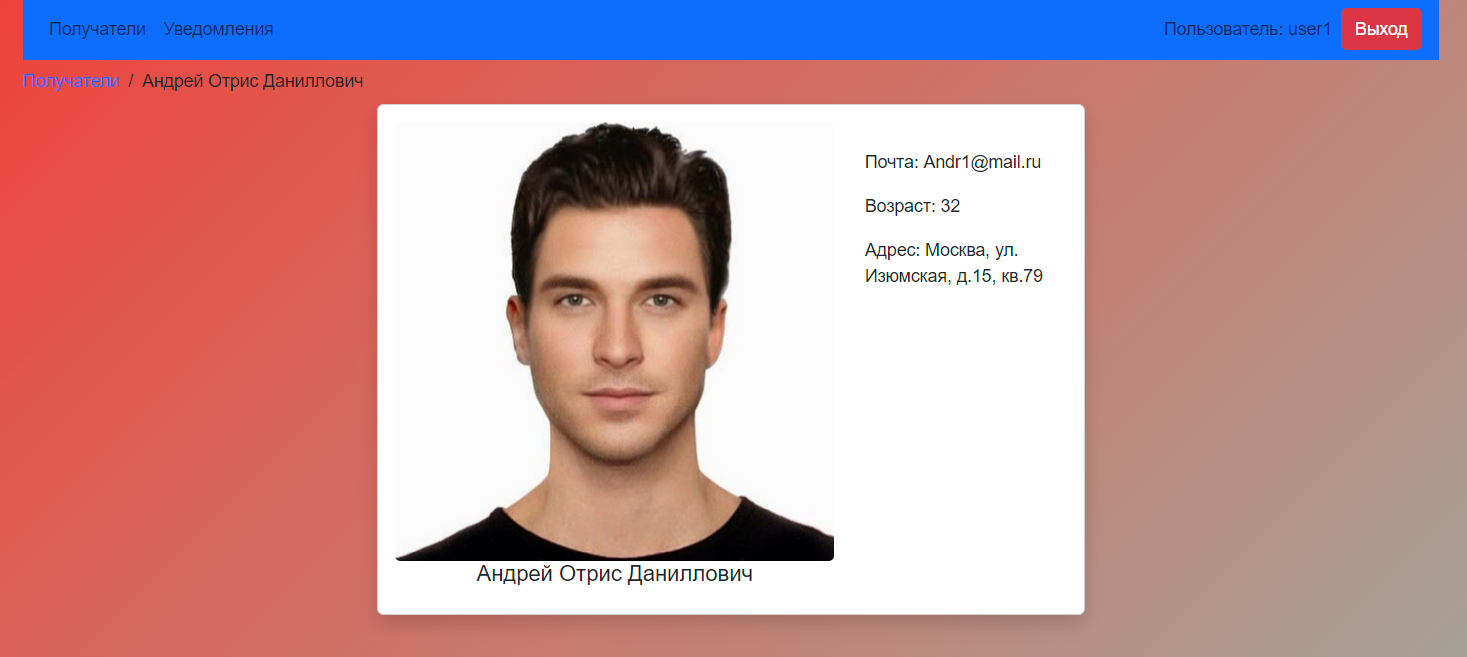 Получатели Уведомления Пользователь: user1 Выход
Получатели / Андрей Отрис Даниллович
Почта: Andr1@mail.ru
Возраст: 32
Адрес: Москва, ул.
Изюмская, д.15, кв.79
Андрей Отрис Даниллович